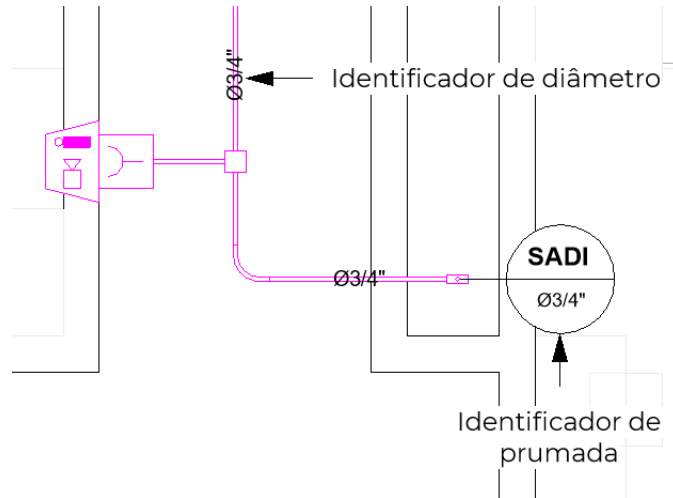 Ø3/4"
Identificador de diâmetro
SADI
Ø3/4"
Ø3/4"
Identificador de
prumada